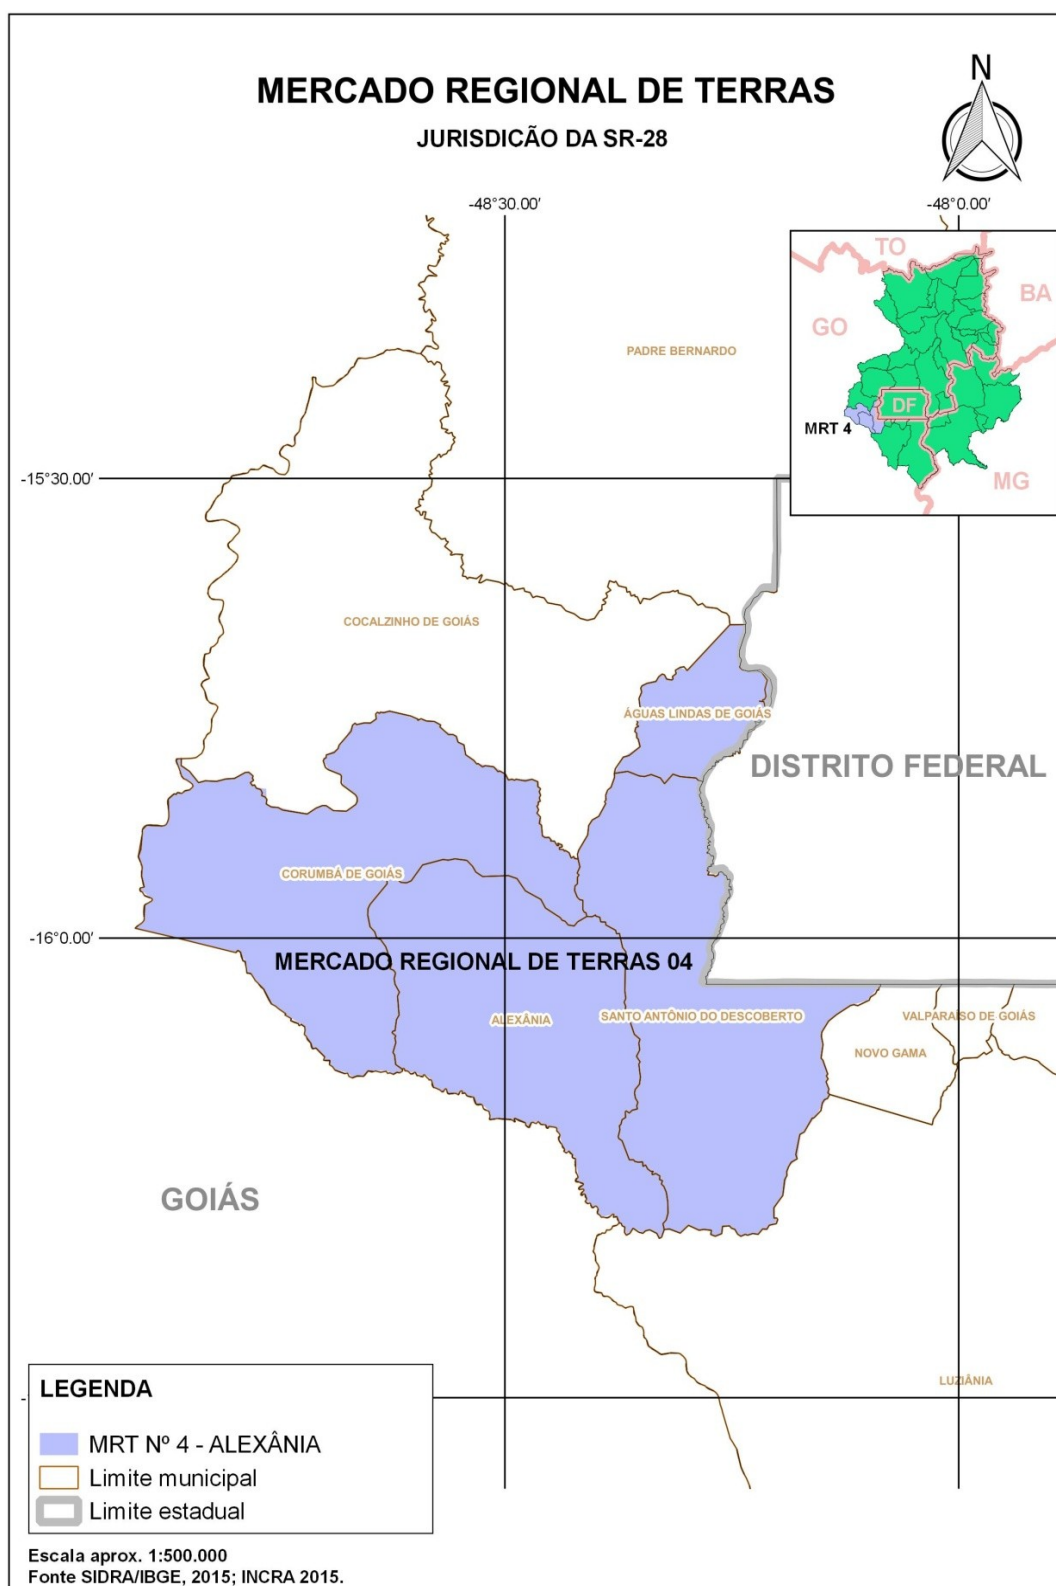 MERCADO REGIONAL DE TERRAS
JURISDICÃO DA SR-28
N
-48°30.00'
-48°0.00'
TO
BA
GO
DF
MRT 4
MG
PADRE BERNARDO
-15°30.00'
COCALZINHO DE GOIÁS
ÁGUAS LINDAS DE GOIÁS
DISTRITO FEDERAL
CORUMBÁ DE GOIÁS
-16°0.00'
MERCADO REGIONAL DE TERRAS 04
ALEXÂNIA
SANTO ANTÔNIO DO DESCOBERTO
VALPARAÍSO DE GOIÁS
NOVO GAMA
GOIÁS
LUZIÂNIA
LEGENDA
MRT Nº 4 - ALEXÂNIA
Limite municipal
Limite estadual
Escala aprox. 1:500.000
Fonte SIDRA/IBGE, 2015; INCRA 2015.